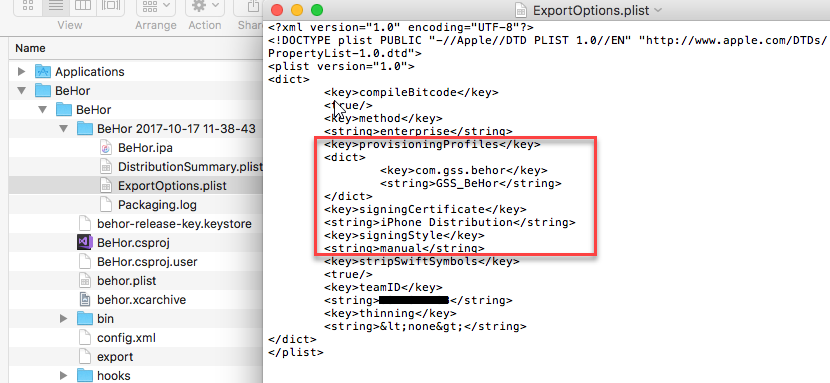 View
Arrange
Action
Shar
Name
Applications
BeHor
BeHor
BeHor 2017-10-17 11-38-43
BeHor.ipa
DistributionSummary.plist
ExportOptions.plist
Packaging.log
behor-release-key.keystore
BeHor.csproj
BeHor.csproj.user
behor.plist
behor.xcarchive
bin
config.xml
export
hooks
ExportOptions.plist
<?xml version="1.0" encoding="UTF-8"?>
<!DOCTYPE plist PUBLIC "-//Apple//DTD PLIST 1.0//EN" "http://www.apple.com/DTDs/
PropertyList-1.0.dtd">
<plist version="1.0">
<dict>
<key>compileBitcode</key>
<true/>
<key>method</key>
<string>enterprise</string>
<key>provisioningProfiles</key>
<dict>
<key>com.gss.behor</key>
<string>GSS_BeHor</string>
</dict>
<key>signingCertificate</key>
<string>iPhone Distribution</string>
<key>signingStyle</key>
<string>manual</string>
<key>stripSwiftSymbols</key>
<true/>
<key>teamID</key>
<string></string>
<key>thinning</key>
<string>&lt;none&gt;</string>
</dict>
</plist>